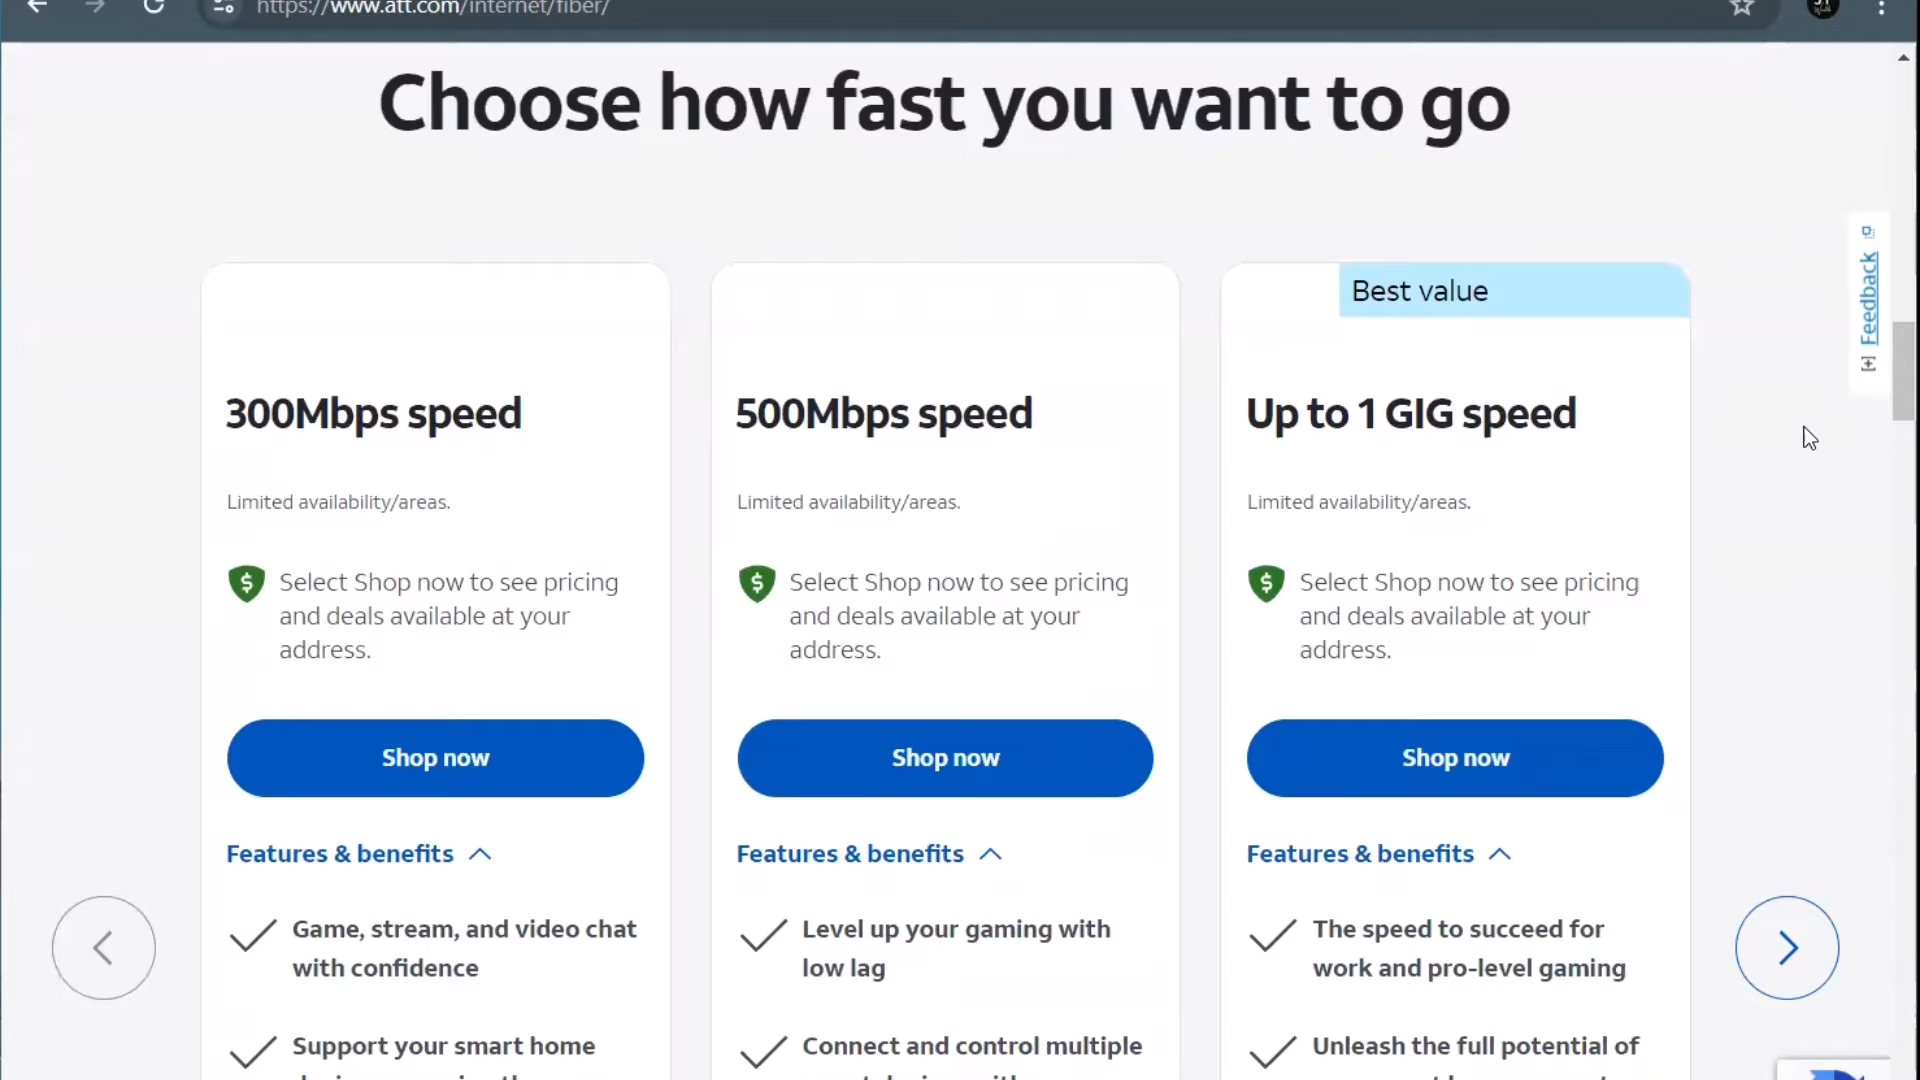 https://www.att.com/internet/fiber/
Choose how fast you want to go
Feedback
[+]
Best value
300Mbps speed
Limited availability/areas.
Select Shop now to see pricing
and deals available at your
address.
Shop now
Features & benefits
Game, stream, and video chat
with confidence
Support your smart home
500Mbps speed
Limited availability/areas.
Select Shop now to see pricing
and deals available at your
address.
Shop now
Features & benefits
Level up your gaming with
low lag
Connect and control multiple
Up to 1 GIG speed
Limited availability/areas.
Select Shop now to see pricing
and deals available at your
address.
Shop now
Features & benefits
The speed to succeed for
work and pro-level gaming
Unleash the full potential of